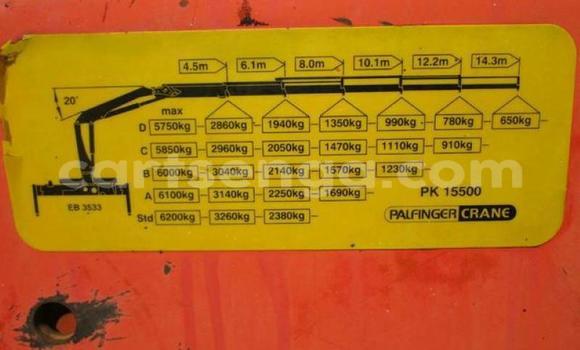 4.5m 6.1m 8.0m 10.1m 12.2m 14.3m
20°
max
D 5750kg 2860kg 1940kg 1350kg 990kg 780kg 650kg
C 5850kg 2960kg 2050kg 1470kg 1110kg 910kg
B 6000kg 3040kg 2140kg 1570kg 1230kg
A 6100kg 3140kg 2250kg 1690kg
Std 6200kg 3260kg 2380kg
EB 3533
PK 15500
PALFINGER CRANE
cartsenga.com